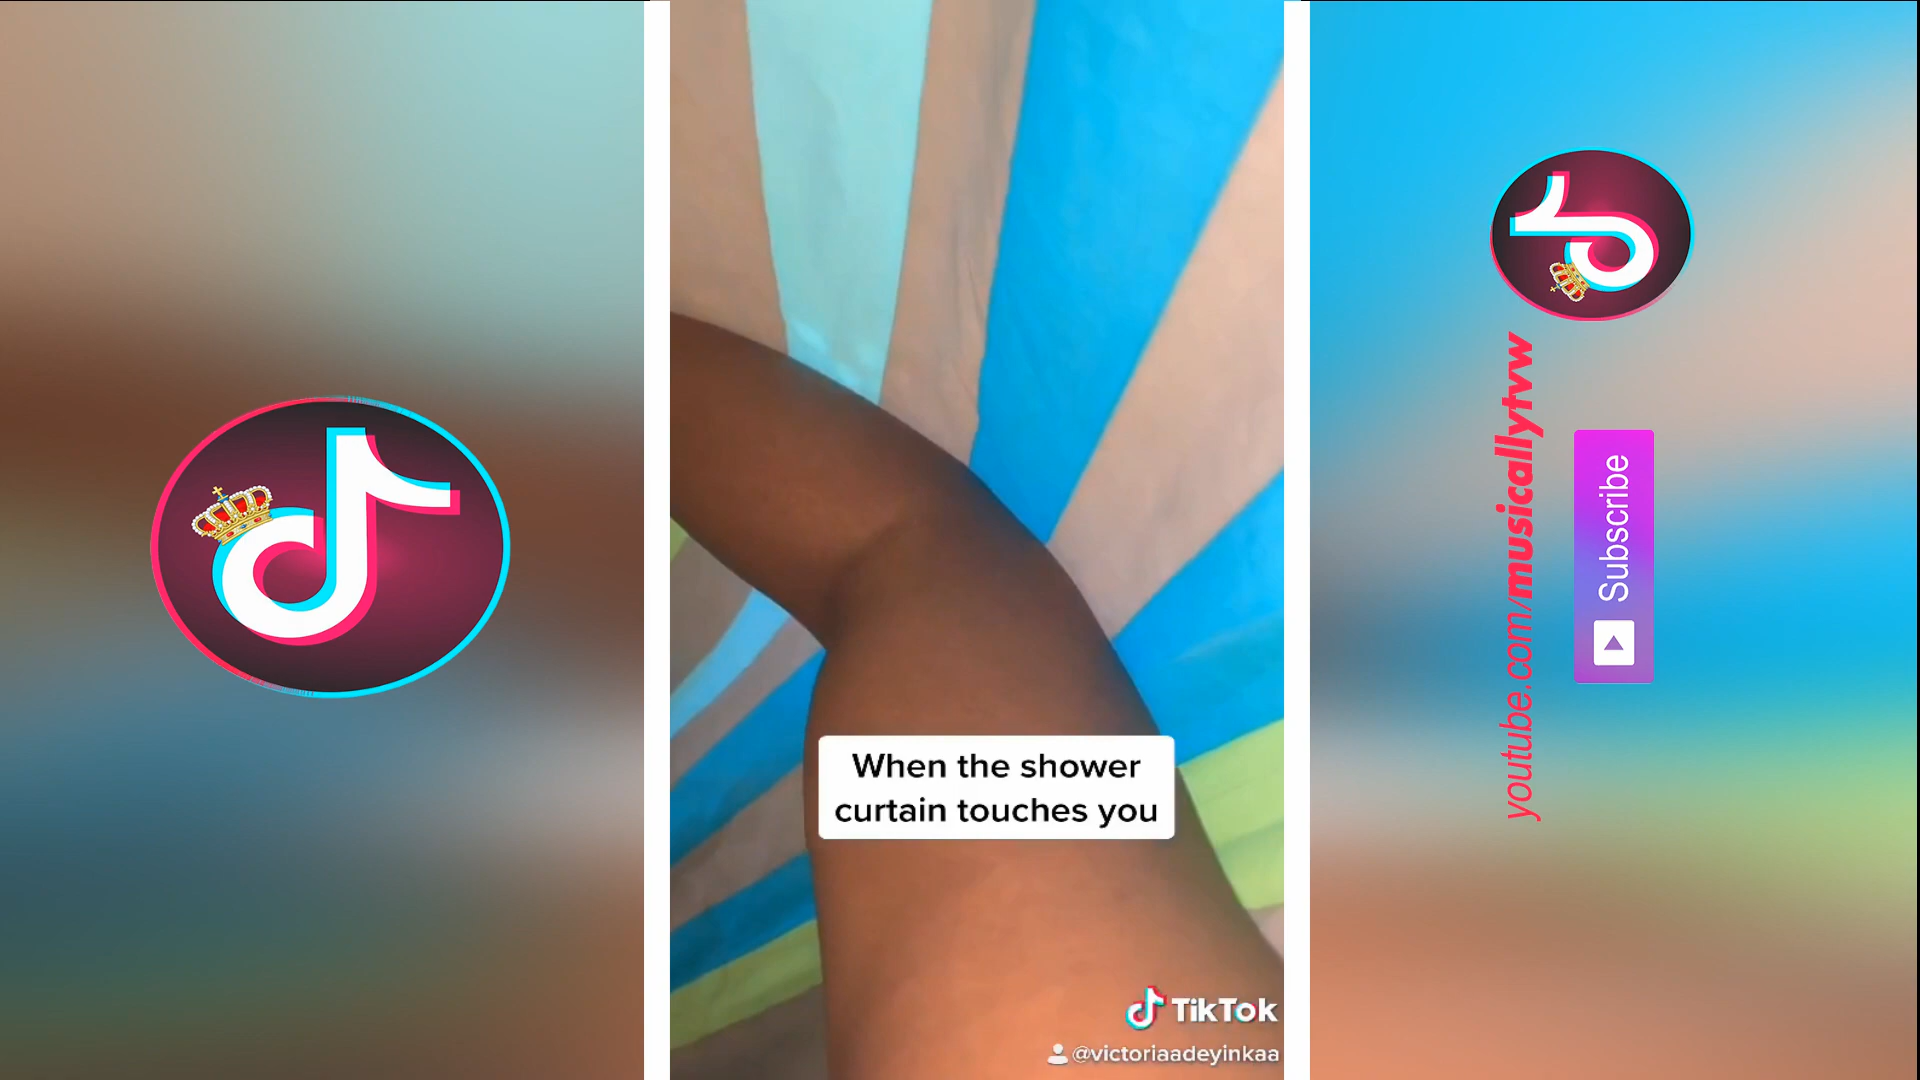 When the shower
curtain touches you
TikTok
@victoriaadeyinkaa
youtube.com/musicallytvw
Subscribe